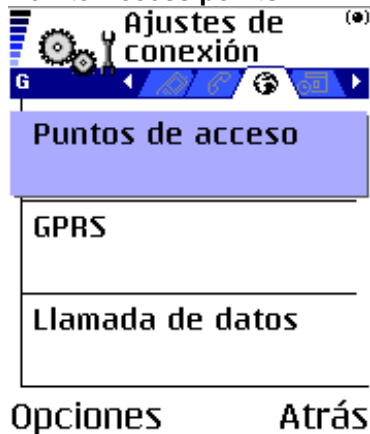 Ajustes de
conexión
G
Puntos de acceso
GPRS
Llamada de datos
Opciones Atrás